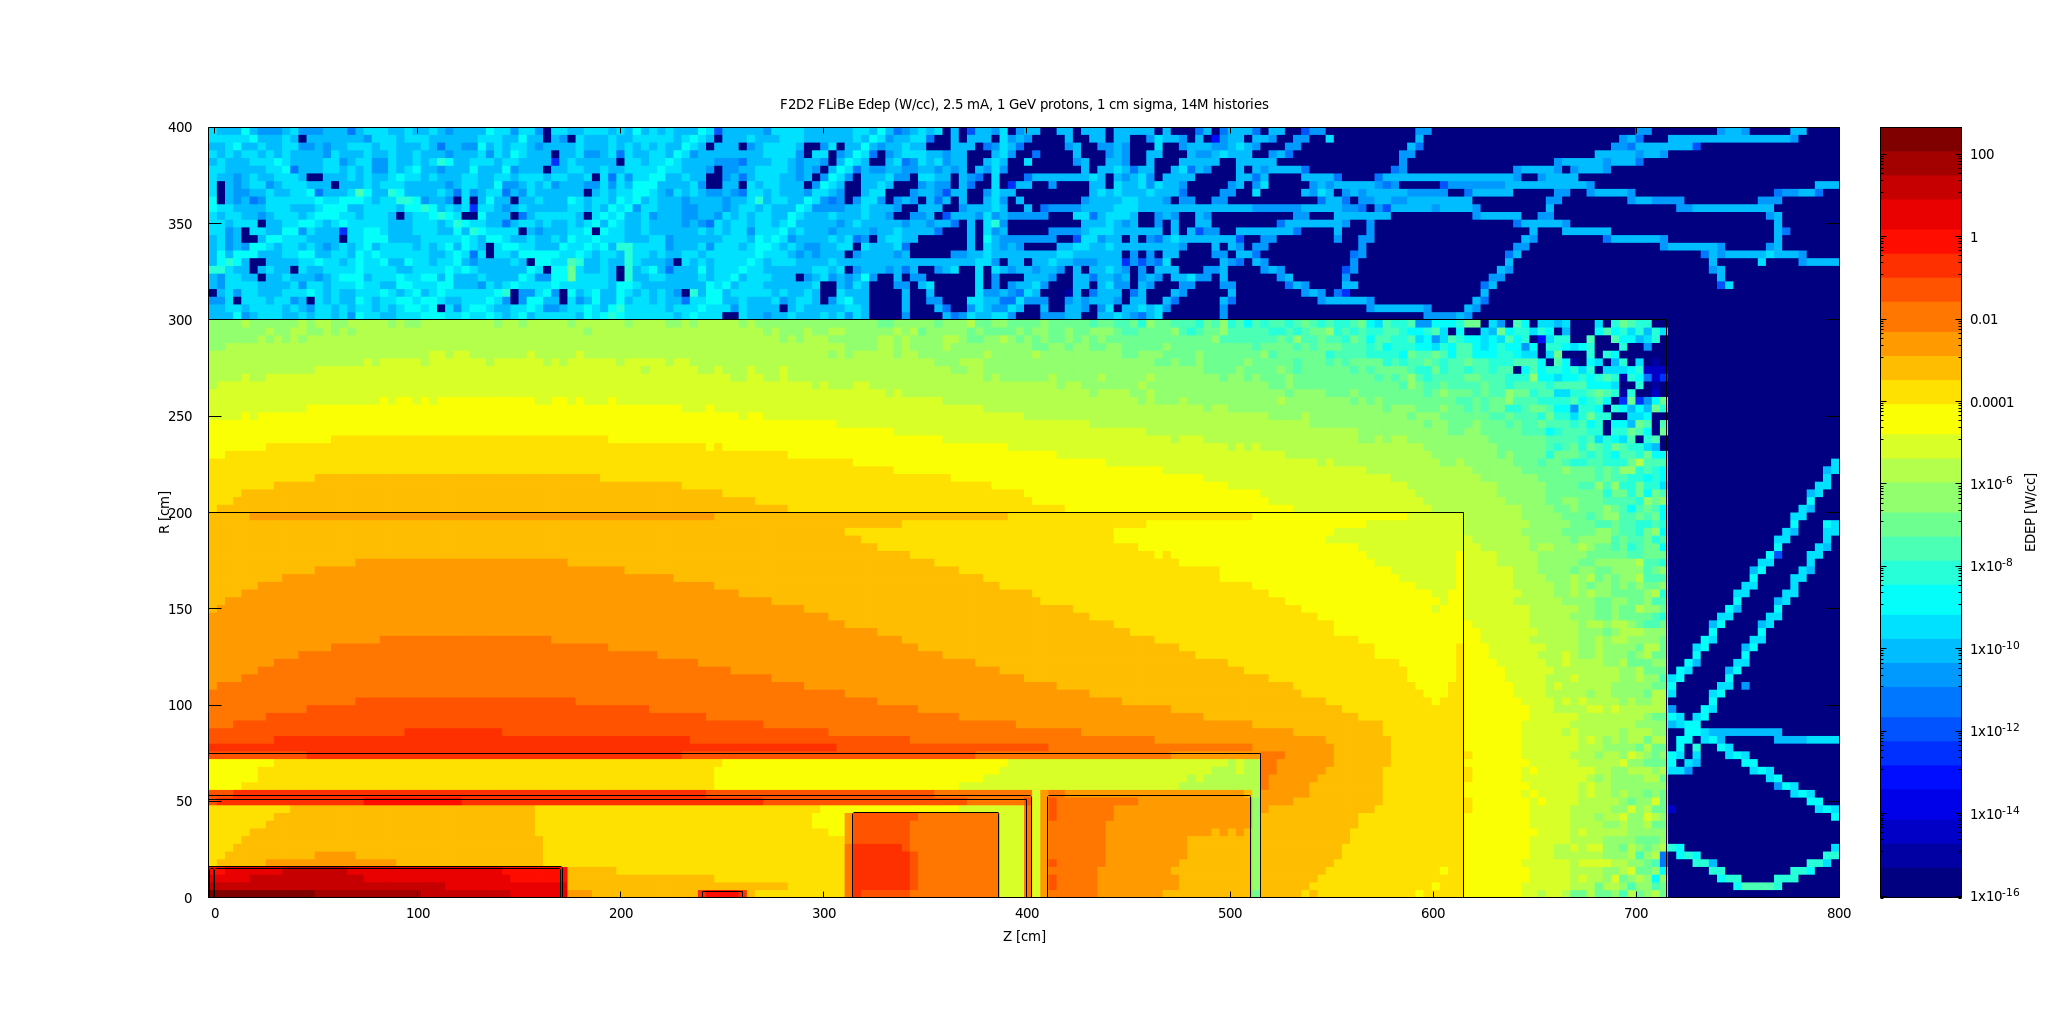 F2D2 FLiBe Edep (W/cc), 2.5 mA, 1 GeV protons, 1 cm sigma, 14M histories
400
350
300
250
200
150
100
50
0
R [cm]
0 100 200 300 400 500 600 700 800
Z [cm]
100
1
0.01
0.0001
1x10-6
1x10-8
1x10-10
1x10-12
1x10-14
1x10-16
EDEP [W/cc]